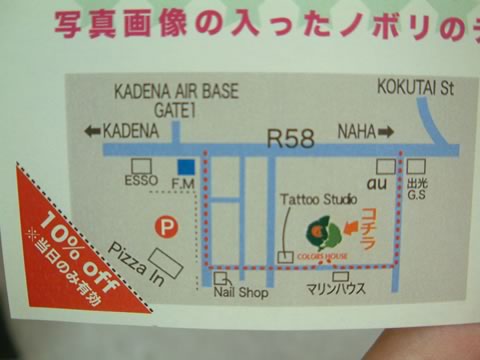 写真画像の入ったノボリの
KOKUTAI St
KADENA AIR BASE
GATE1
KADENA
R58
NAHA
ESSO
F.M
au
出光
G.S
Tattoo Studio
コチラ
P
COLORS HOUSE
Pizza In
Nail Shop
マリンハウス
10% off
※当日のみ有効